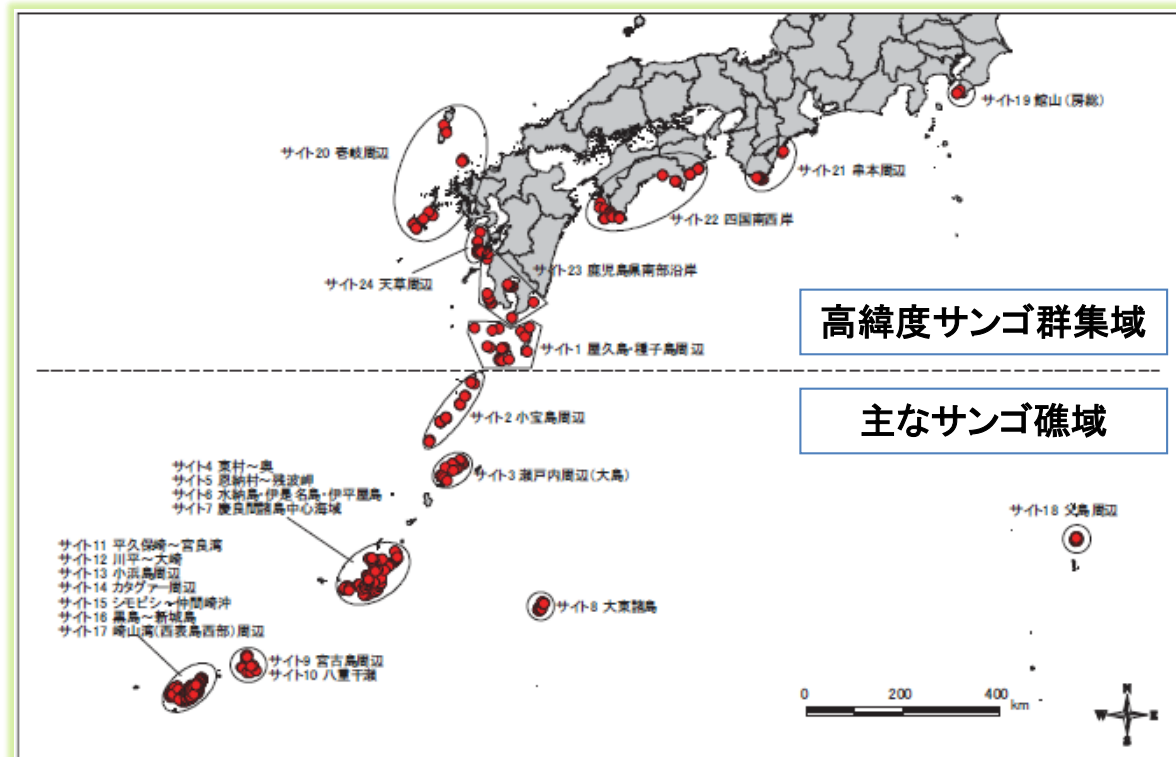 サイト19 館山(房総)
サイト20 壱岐周辺
サイト21 串本周辺
サイト22 四国南西岸
サイト23 鹿児島県南部沿岸
サイト24 天草周辺
高緯度サンゴ群集域
サイト1 屋久島・種子島周辺
主なサンゴ礁域
サイト2 小宝島周辺
サイト3 瀬戸内周辺(大島)
サイト4 東村～奥
サイト5 恩納村～残波岬
サイト6 水納島・伊是名島・伊平屋島
サイト7 慶良間諸島中心海域
サイト18 父島周辺
サイト11 平久保崎～宮良湾
サイト12 川平～大崎
サイト13 小浜島周辺
サイト14 カタグァー周辺
サイト15 シモビシ～仲間崎沖
サイト16 黒島～新城島
サイト17 崎山湾(西表島西部)周辺
サイト8 大東諸島
サイト9 宮古島周辺
サイト10 八重干瀬
0 200 400
km
N
W E
S